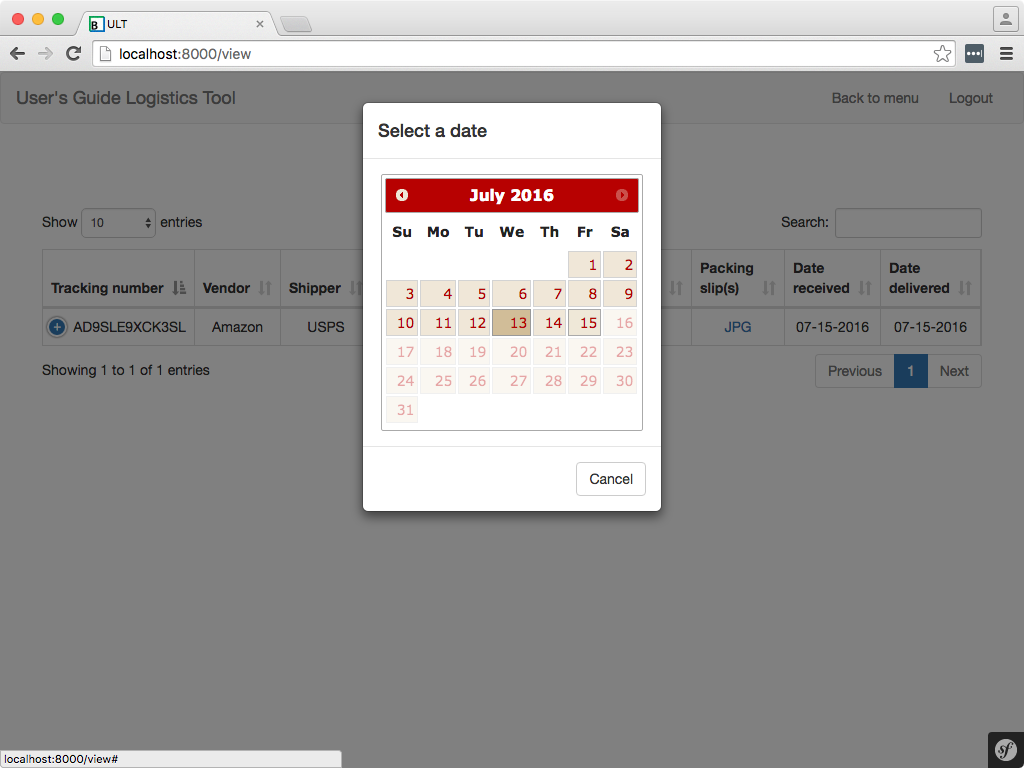 ULT
localhost:8000/view
User's Guide Logistics Tool Back to menu Logout
Select a date
July 2016
Su Mo Tu We Th Fr Sa
1 2
3 4 5 6 7 8 9
10 11 12 13 14 15 16
17 18 19 20 21 22 23
24 25 26 27 28 29 30
31
Cancel
Show 10 entries Search:
Tracking number Vendor Shipper Packing slip(s) Date received Date delivered
AD9SLE9XCK3SL Amazon USPS JPG 07-15-2016 07-15-2016
Showing 1 to 1 of 1 entries Previous 1 Next
localhost:8000/view#